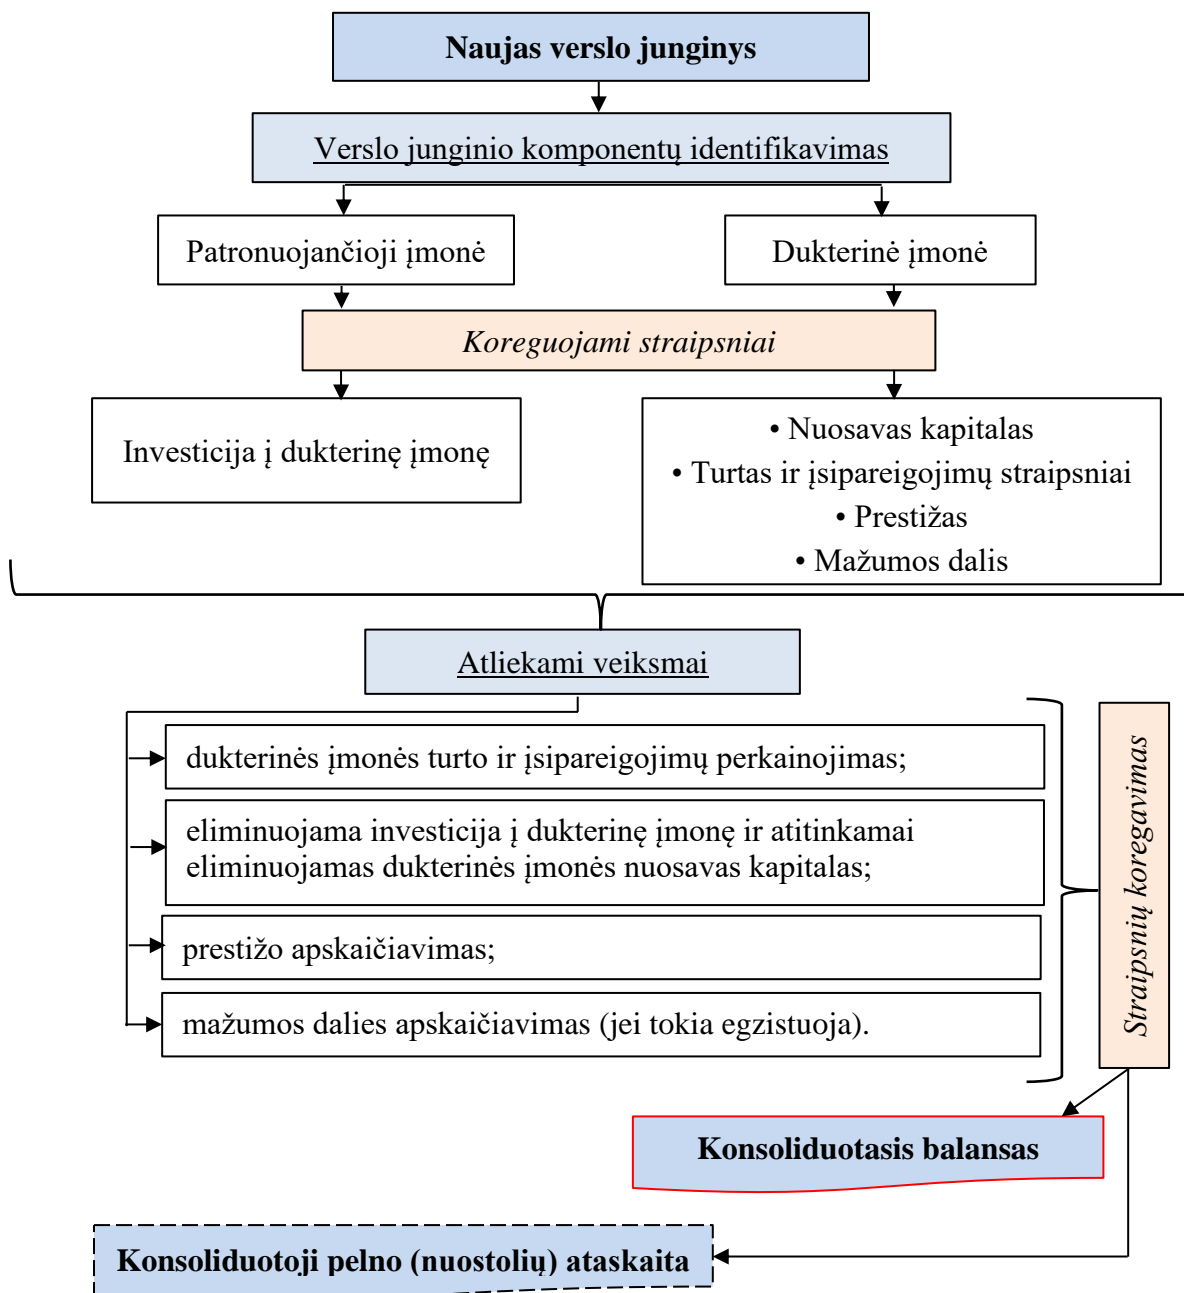 Naujas verslo junginys
Verslo junginio komponentų identifikavimas
Patronuojančioji įmonė
Dukterinė įmonė
Koreguojami straipsniai
Investicija į dukterinę įmonę
• Nuosavas kapitalas
• Turtas ir įsipareigojimų straipsniai
• Prestižas
• Mažumos dalis
Atliekami veiksmai
dukterinės įmonės turto ir įsipareigojimų perkainojimas;
eliminuojama investicija į dukterinę įmonę ir atitinkamai
eliminuojamas dukterinės įmonės nuosavas kapitalas;
prestižo apskaičiavimas;
mažumos dalies apskaičiavimas (jei tokia egzistuoja).
Straipsnių koregavimas
Konsoliduotasis balansas
Konsoliduotoji pelno (nuostolių) ataskaita